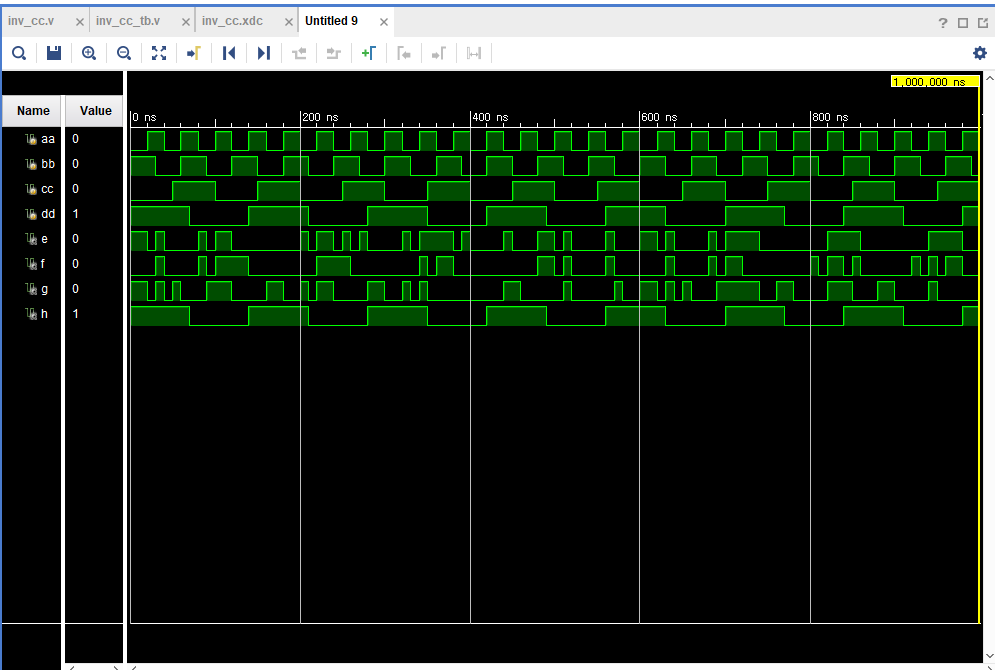 inv_cc.v inv_cc_tb.v inv_cc.xdc Untitled 9
1,000,000 ns
Name Value
0 ns 200 ns 400 ns 600 ns 800 ns
aa 0
bb 0
cc 0
dd 1
e 0
f 0
g 0
h 1